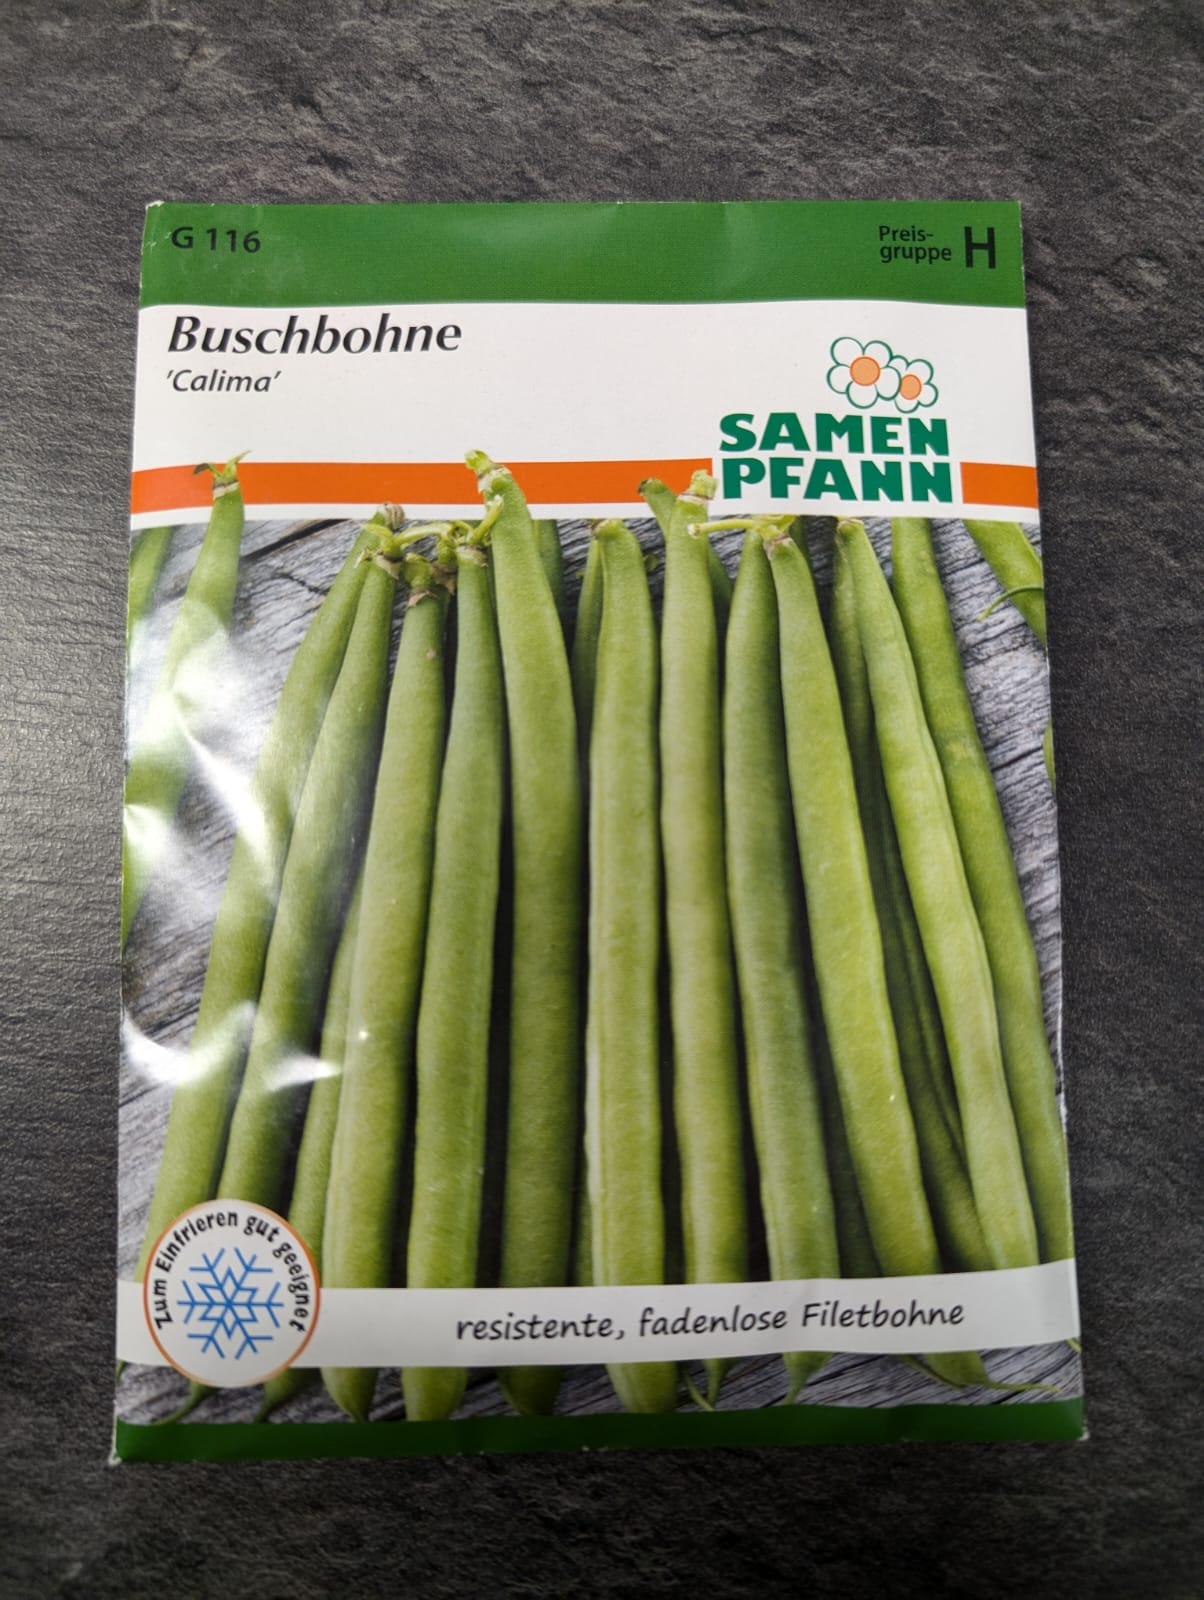 G 116
Preis-
gruppe H
Buschbohne
'Calima'
SAMEN
PFANN
Zum Einfrieren gut geeignet
resistente, fadenlose Filetbohne